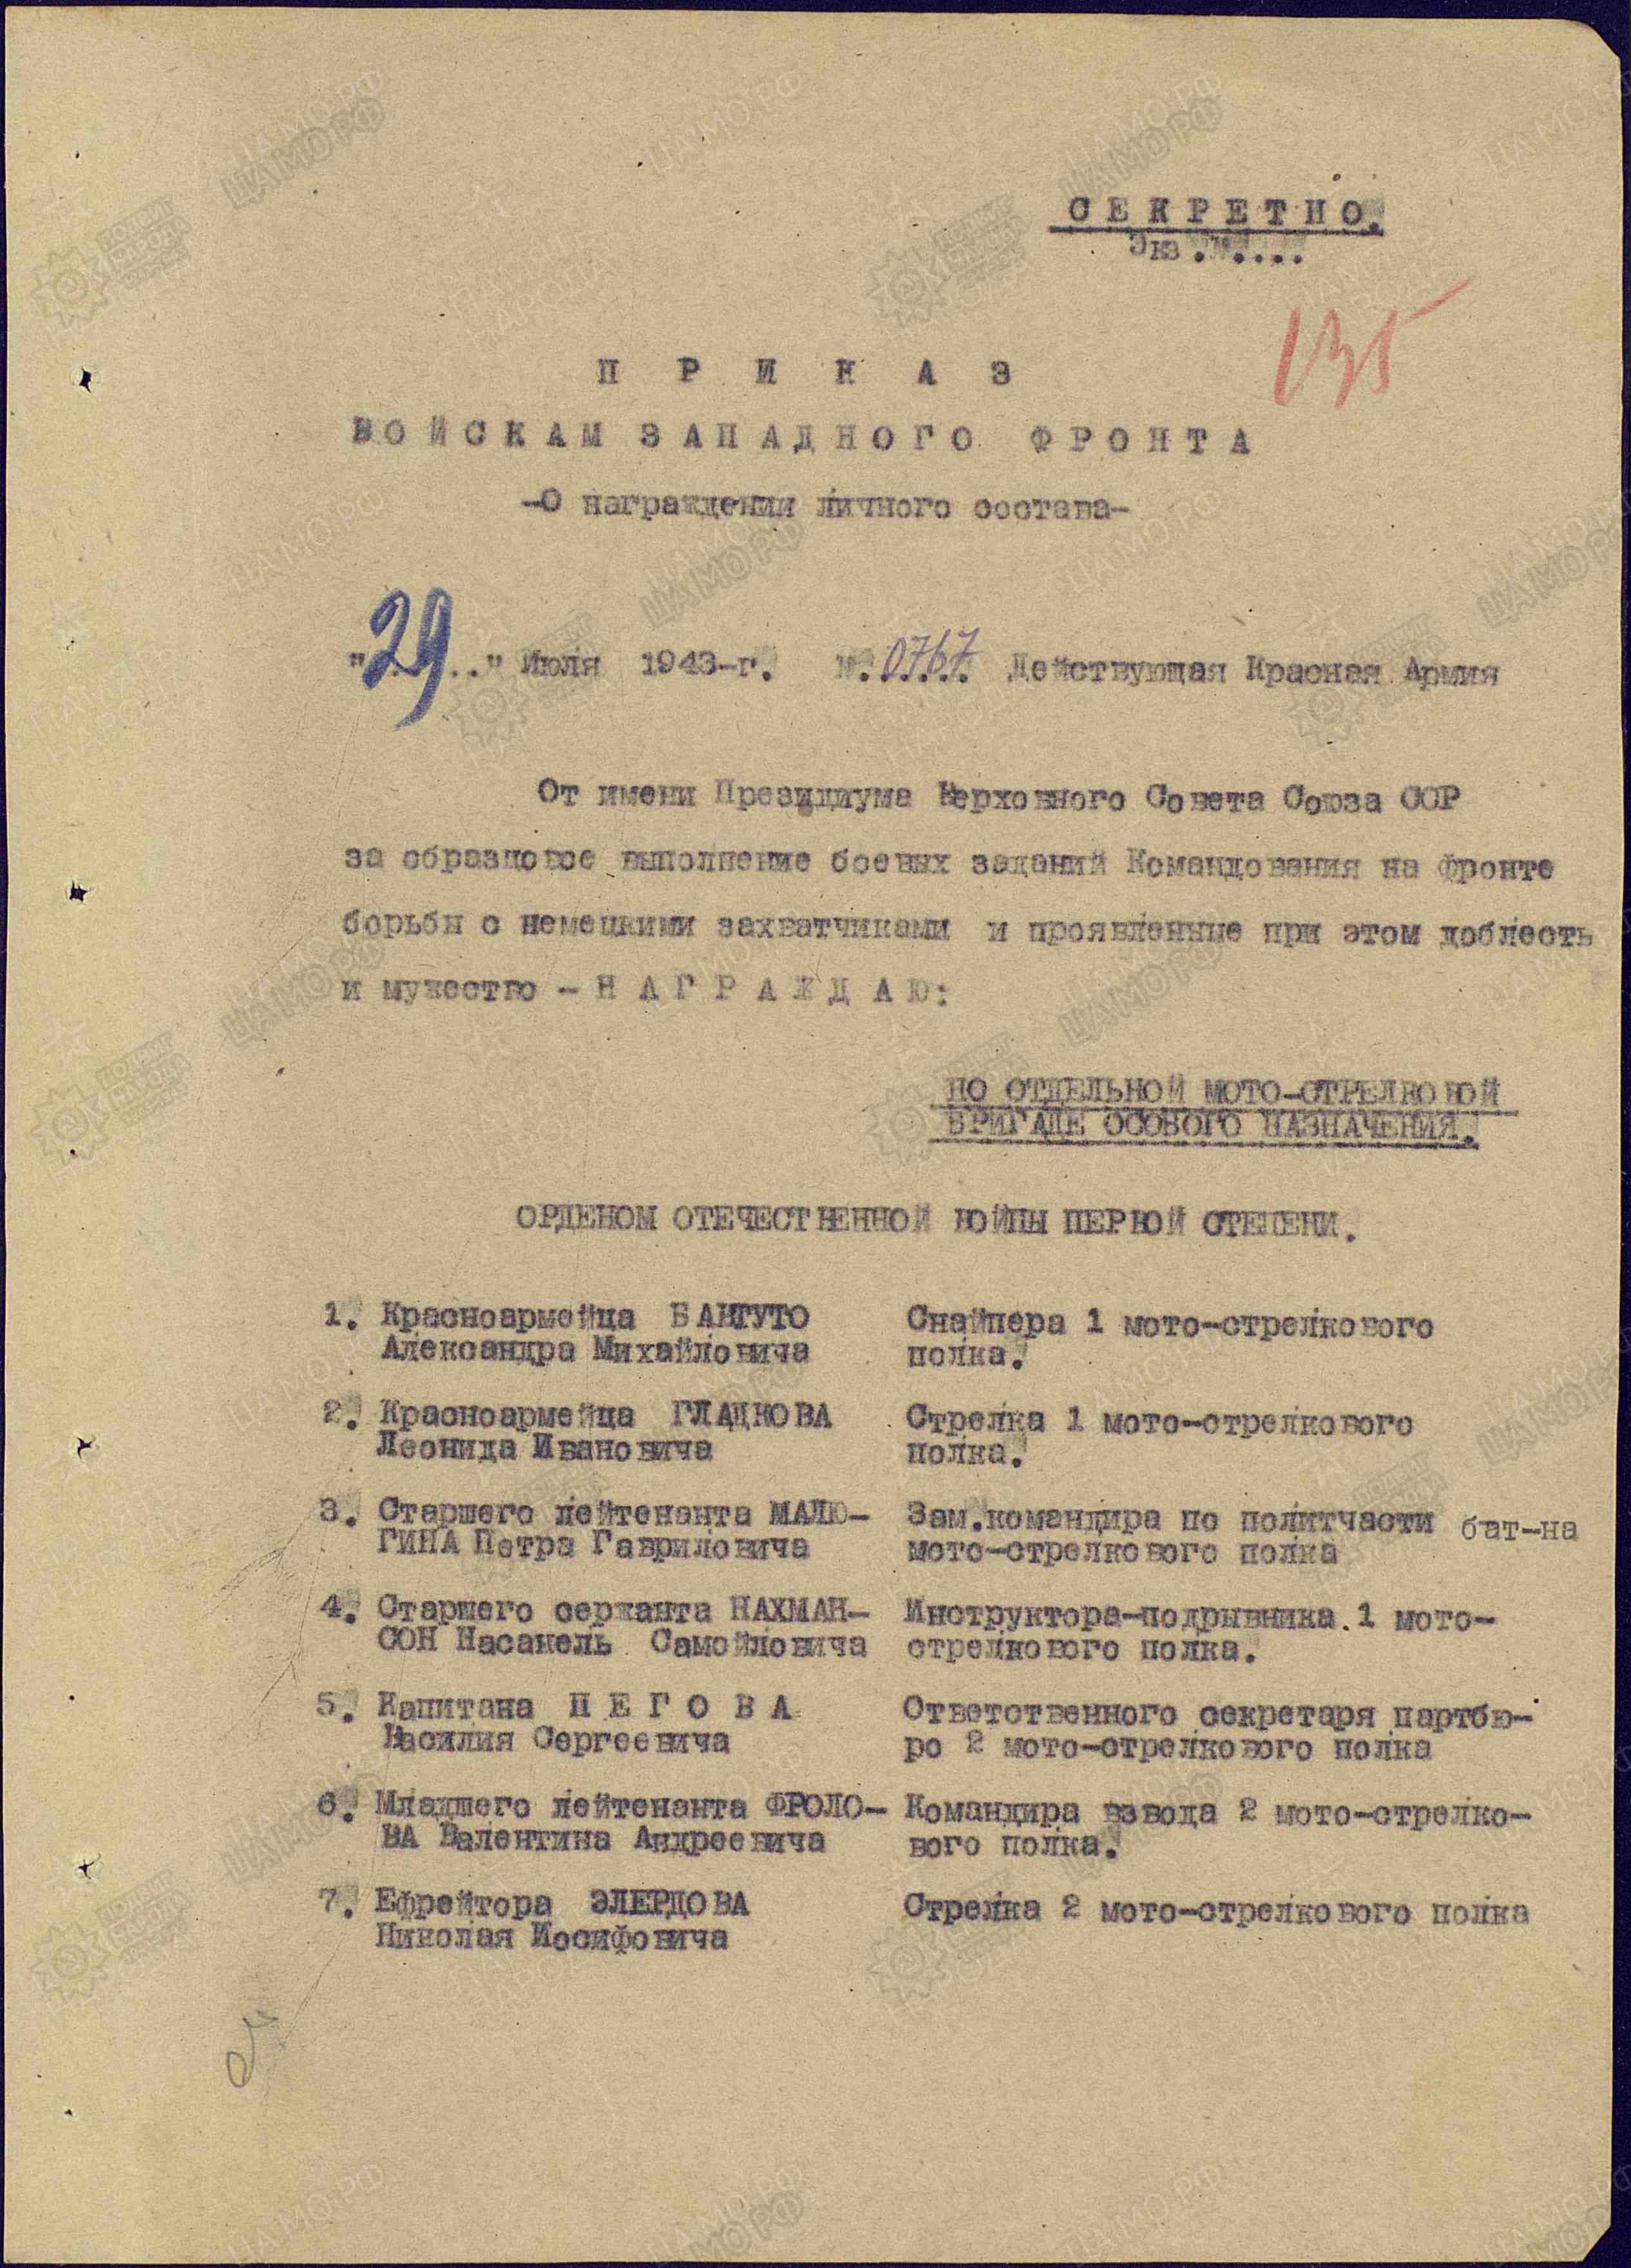 СЕКРЕТНО.
Экз.№....
135
ПРИКАЗ
ВОЙСКАМ ЗАПАДНОГО ФРОНТА
-О награждении личного состава-
"29.." Июля 1943-г. №.0767. Действующая Красная Армия
От имени Президиума Верховного Совета Союза ССР
за образцовое выполнение боевых заданий Командования на фронте
борьбы с немецкими захватчиками и проявленные при этом доблесть
и мужество - НАГРАЖДАЮ:
ПО ОТДЕЛЬНОЙ МОТО-СТРЕЛКОВОЙ
БРИГАДЕ ОСОБОГО НАЗНАЧЕНИЯ.
ОРДЕНОМ ОТЕЧЕСТВЕННОЙ ВОЙНЫ ПЕРВОЙ СТЕПЕНИ.
1. Красноармейца ВАНТУТО Снайпера 1 мото-стрелкового
Александра Михайловича полка.
2. Красноармейца ГЛАДКОВА Стрелка 1 мото-стрелкового
Леонида Ивановича полка.
3. Старшего лейтенанта МАЛЮ- Зам.командира по политчасти бат-на
ГИНА Петра Гавриловича мото-стрелкового полка
4. Старшего сержанта НАХМАН- Инструктора-подрывника 1 мото-
СОН Насанель Самойловича стрелкового полка.
5. Капитана ПЕГОВА Ответственного секретаря партбю-
Василия Сергеевича ро 2 мото-стрелкового полка
6. Младшего лейтенанта ФРОЛО- Командира взвода 2 мото-стрелко-
ВА Валентина Андреевича вого полка.
7. Ефрейтора ЭЛЕРДОВА Стрелка 2 мото-стрелкового полка
Николая Иосифовича